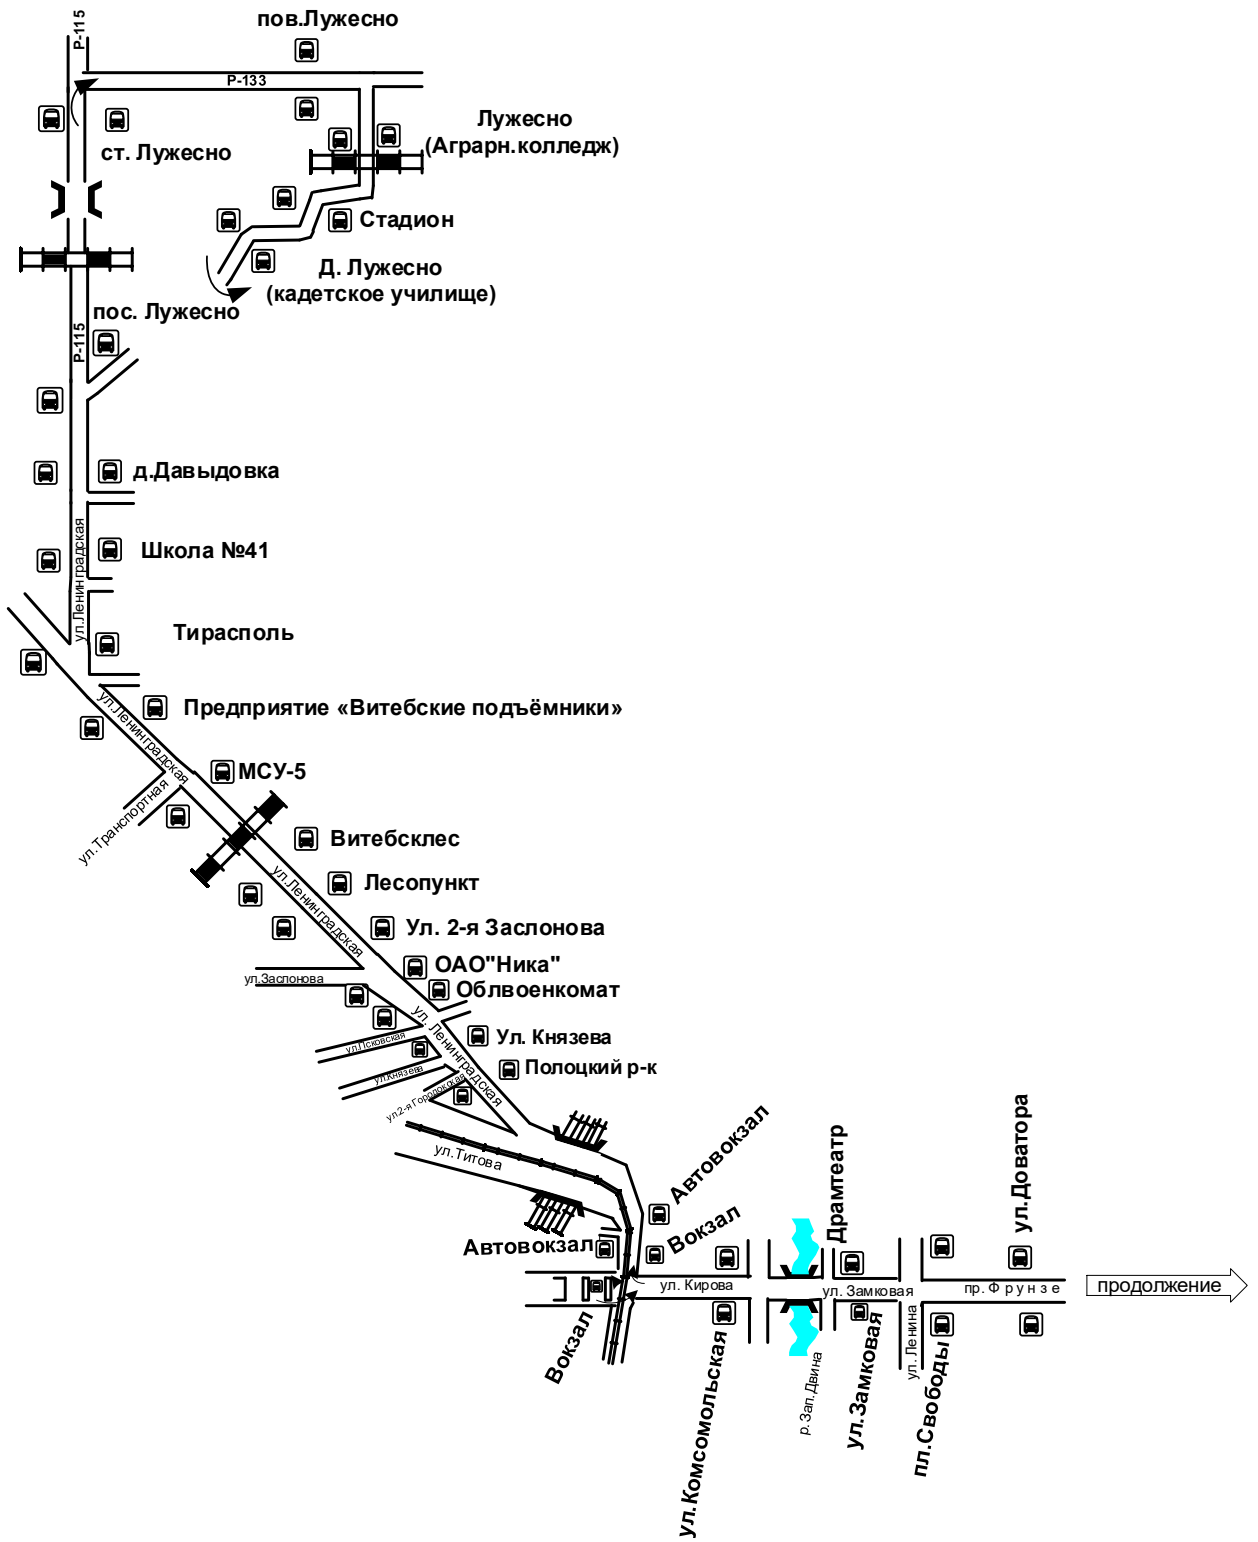 Р-115
пов.Лужесно
Р-133
Лужесно
(Аграрн.колледж)
ст. Лужесно
Стадион
Д. Лужесно
(кадетское училище)
пос. Лужесно
Р-115
д.Давыдовка
Школа №41
ул.Ленинградская
Тирасполь
Предприятие «Витебские подъёмники»
ул.Ленинградская
МСУ-5
ул.Транспортная
Витебсклес
ул.Ленинградская
Лесопункт
Ул. 2-я Заслонова
ОАО"Ника"
ул.Заслонова
Облвоенкомат
ул. Ленинградская
Ул. Князева
ул.Псковская
Полоцкий р-к
ул.Князева
ул.2-я Городокская
ул.Титова
Автовокзал
Вокзал
Автовокзал
Драмтеатр
ул.Доватора
ул. Кирова
ул. Замковая
пр. Фрунзе
продолжение
Вокзал
ул.Комсомольская
р. Зап.Двина
ул.Замковая
ул. Ленина
пл.Свободы